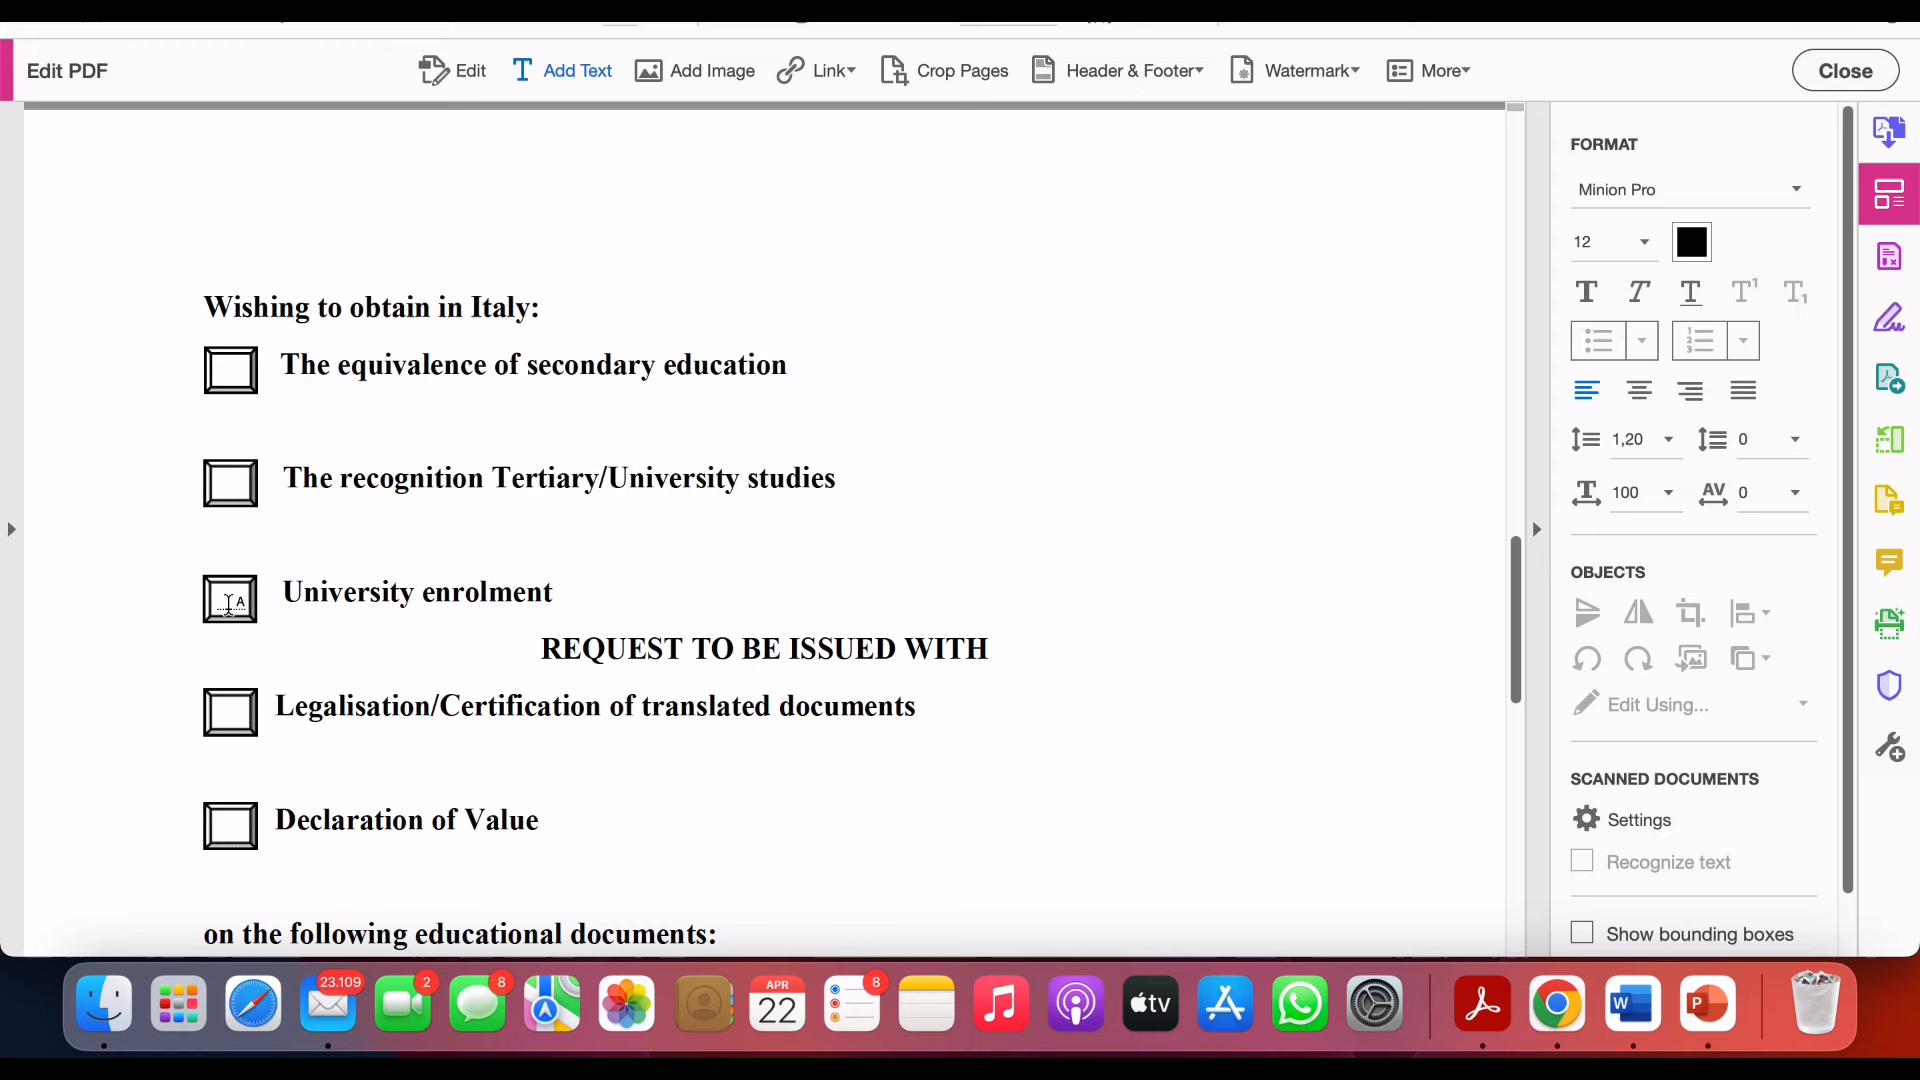 Edit PDF
Edit
Add Text
Add Image
Link
Crop Pages
Header & Footer
Watermark
More
Close
Wishing to obtain in Italy:
The equivalence of secondary education
The recognition Tertiary/University studies
University enrolment
REQUEST TO BE ISSUED WITH
Legalisation/Certification of translated documents
Declaration of Value
on the following educational documents:
FORMAT
Minion Pro
12
1,20
0
100
AV
0
OBJECTS
Edit Using...
SCANNED DOCUMENTS
Settings
Recognize text
Show bounding boxes
23.109
2
8
APR
22
8
tv
W
P